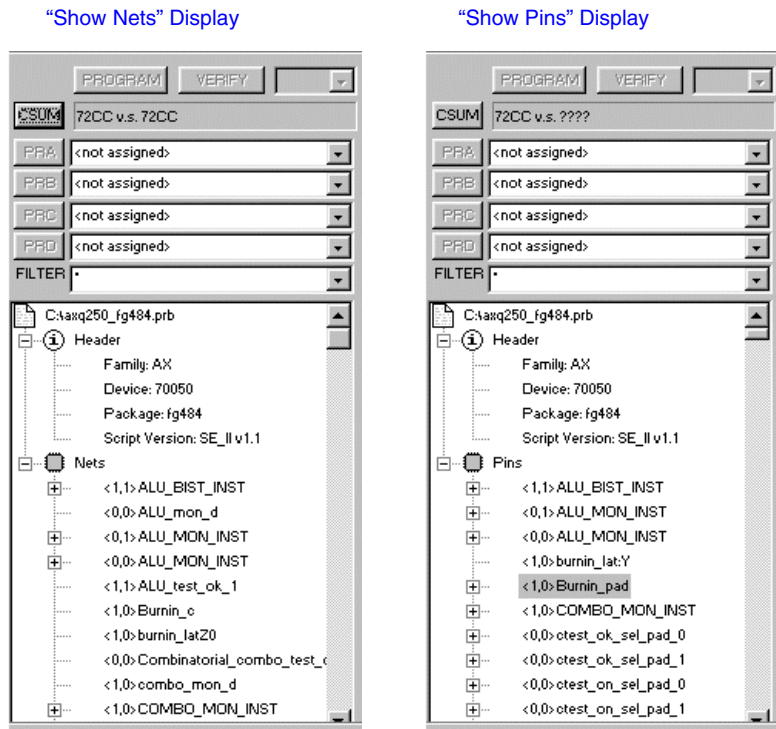 “Show Nets” Display
PROGRAM VERIFY
CSUM 72CC v.s. 72CC
PRA <not assigned>
PRB <not assigned>
PRC <not assigned>
PRD <not assigned>
FILTER *
C:\axq250_fg484.prb
Header
Family: AX
Device: 70050
Package: fg484
Script Version: SE_II v1.1
Nets
<1,1>ALU_BIST_INST
<0,0>ALU_mon_d
<0,1>ALU_MON_INST
<0,0>ALU_MON_INST
<1,1>ALU_test_ok_1
<1,0>Burnin_c
<1,0>burnin_latZ0
<0,0>Combinatorial_combo_test_
<1,0>combo_mon_d
<1,0>COMBO_MON_INST
“Show Pins” Display
PROGRAM VERIFY
CSUM 72CC v.s. ????
PRA <not assigned>
PRB <not assigned>
PRC <not assigned>
PRD <not assigned>
FILTER *
C:\axq250_fg484.prb
Header
Family: AX
Device: 70050
Package: fg484
Script Version: SE_II v1.1
Pins
<1,1>ALU_BIST_INST
<0,1>ALU_MON_INST
<0,0>ALU_MON_INST
<1,0>burnin_lat:Y
<1,0>Burnin_pad
<1,0>COMBO_MON_INST
<0,0>ctest_ok_sel_pad_0
<0,0>ctest_ok_sel_pad_1
<0,0>ctest_on_sel_pad_0
<0,0>ctest_on_sel_pad_1